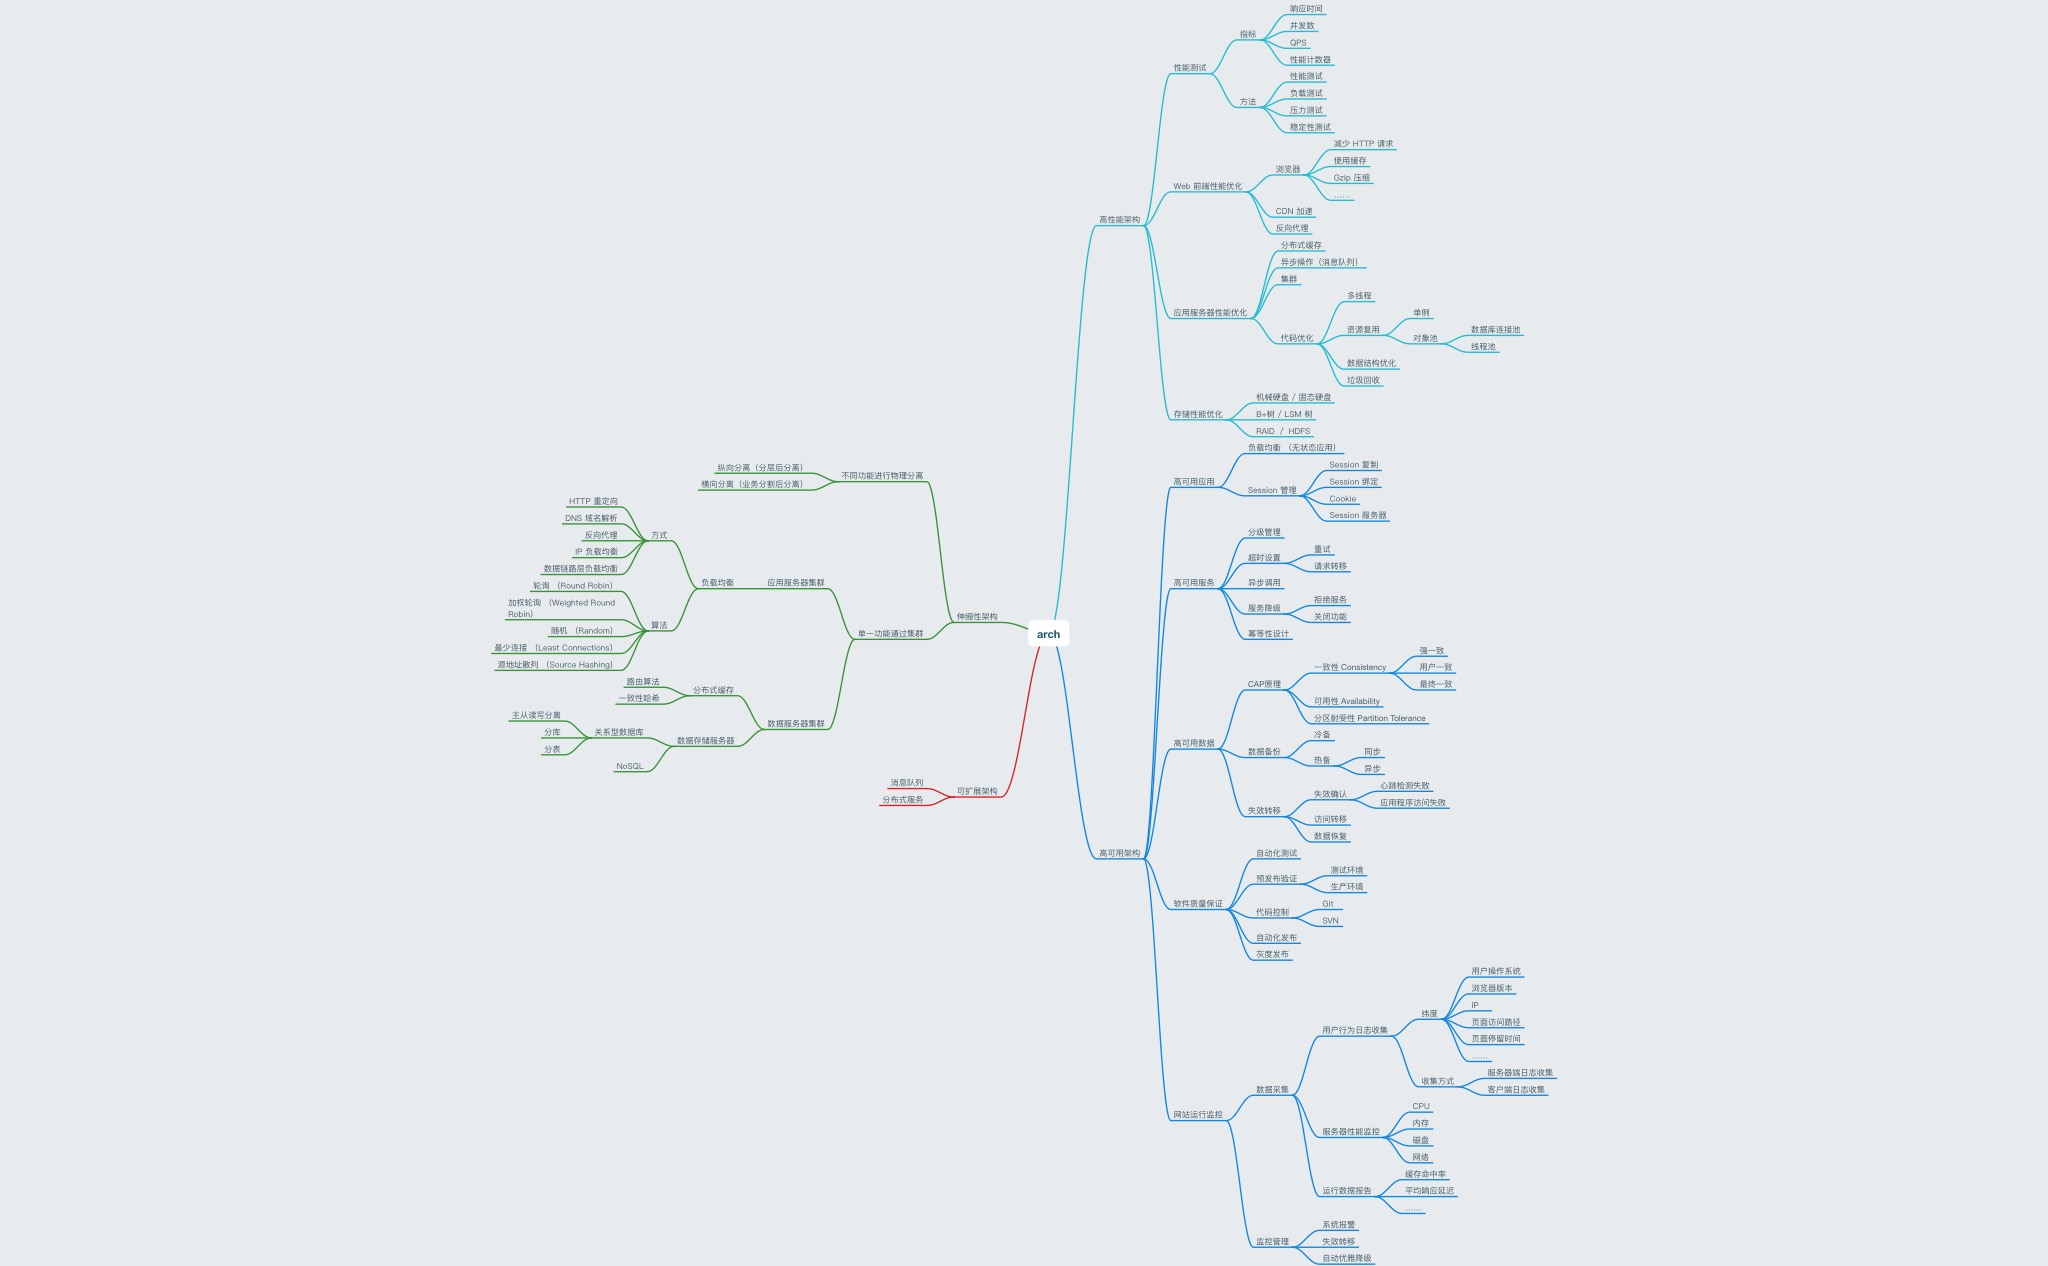 arch
高性能架构
性能测试
指标
响应时间
并发数
QPS
性能计数器
方法
性能测试
负载测试
压力测试
稳定性测试
Web 前端性能优化
浏览器
减少 HTTP 请求
使用缓存
Gzip 压缩
……
CDN 加速
反向代理
应用服务器性能优化
分布式缓存
异步操作（消息队列）
集群
代码优化
多线程
资源复用
单例
对象池
数据库连接池
线程池
数据结构优化
垃圾回收
存储性能优化
机械硬盘 / 固态硬盘
B+树 / LSM 树
RAID / HDFS
高可用架构
高可用应用
负载均衡 （无状态应用）
Session 管理
Session 复制
Session 绑定
Cookie
Session 服务器
高可用服务
分级管理
超时设置
重试
请求转移
异步调用
服务降级
拒绝服务
关闭功能
幂等性设计
高可用数据
CAP原理
一致性 Consistency
强一致
用户一致
最终一致
可用性 Availability
分区耐受性 Partition Tolerance
数据备份
冷备
热备
同步
异步
失效转移
失效确认
心跳检测失败
应用程序访问失败
访问转移
数据恢复
软件质量保证
自动化测试
预发布验证
测试环境
生产环境
代码控制
Git
SVN
自动化发布
灰度发布
网站运行监控
数据采集
用户行为日志收集
纬度
用户操作系统
浏览器版本
IP
页面访问路径
页面停留时间
……
收集方式
服务器端日志收集
客户端日志收集
服务器性能监控
CPU
内存
磁盘
网络
运行数据报告
缓存命中率
平均响应延迟
……
监控管理
系统报警
失效转移
自动优雅降级
伸缩性架构
不同功能进行物理分离
纵向分离（分层后分离）
横向分离（业务分割后分离）
单一功能通过集群
应用服务器集群
负载均衡
方式
HTTP 重定向
DNS 域名解析
反向代理
IP 负载均衡
数据链路层负载均衡
算法
轮询 （Round Robin）
加权轮询 （Weighted Round
Robin）
随机 （Random）
最少连接 （Least Connections）
源地址散列 （Source Hashing）
数据服务器集群
分布式缓存
路由算法
一致性哈希
数据存储服务器
关系型数据库
主从读写分离
分库
分表
NoSQL
可扩展架构
消息队列
分布式服务